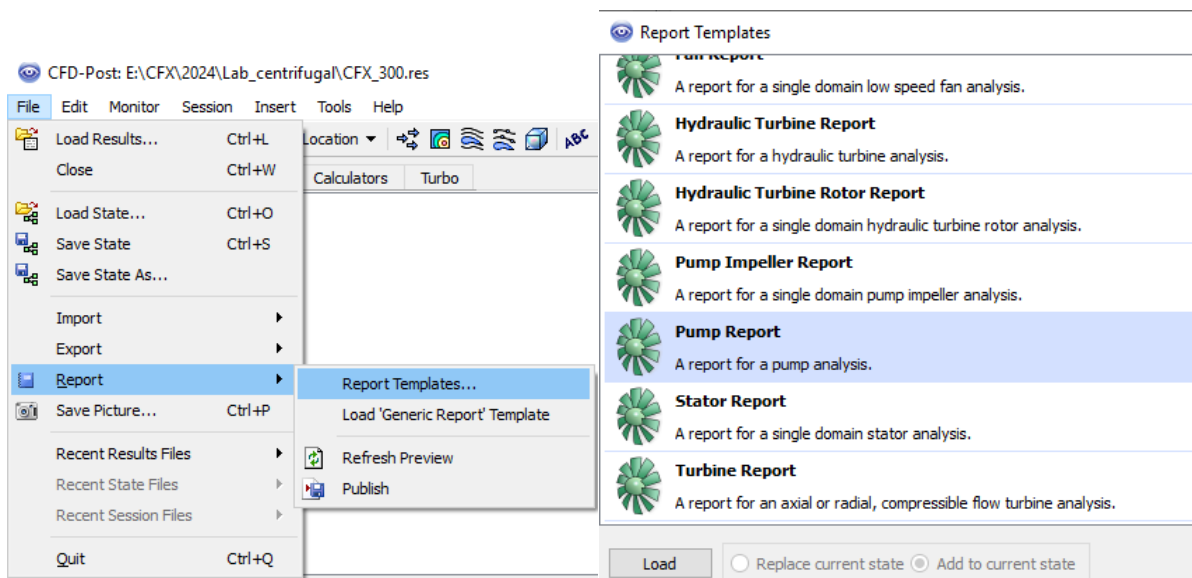 CFD-Post: E:\CFX\2024\Lab_centrifugal\CFX_300.res
File Edit Monitor Session Insert Tools Help
Load Results... Ctrl+L
Location
Close Ctrl+W
Calculators Turbo
Load State... Ctrl+O
Save State Ctrl+S
Save State As...
Import
Export
Report
Report Templates...
Save Picture... Ctrl+P
Load 'Generic Report' Template
Recent Results Files
Refresh Preview
Recent State Files
Publish
Recent Session Files
Quit Ctrl+Q
Report Templates
Fan Report
A report for a single domain low speed fan analysis.
Hydraulic Turbine Report
A report for a hydraulic turbine analysis.
Hydraulic Turbine Rotor Report
A report for a single domain hydraulic turbine rotor analysis.
Pump Impeller Report
A report for a single domain pump impeller analysis.
Pump Report
A report for a pump analysis.
Stator Report
A report for a single domain stator analysis.
Turbine Report
A report for an axial or radial, compressible flow turbine analysis.
Load Replace current state Add to current state
ABC